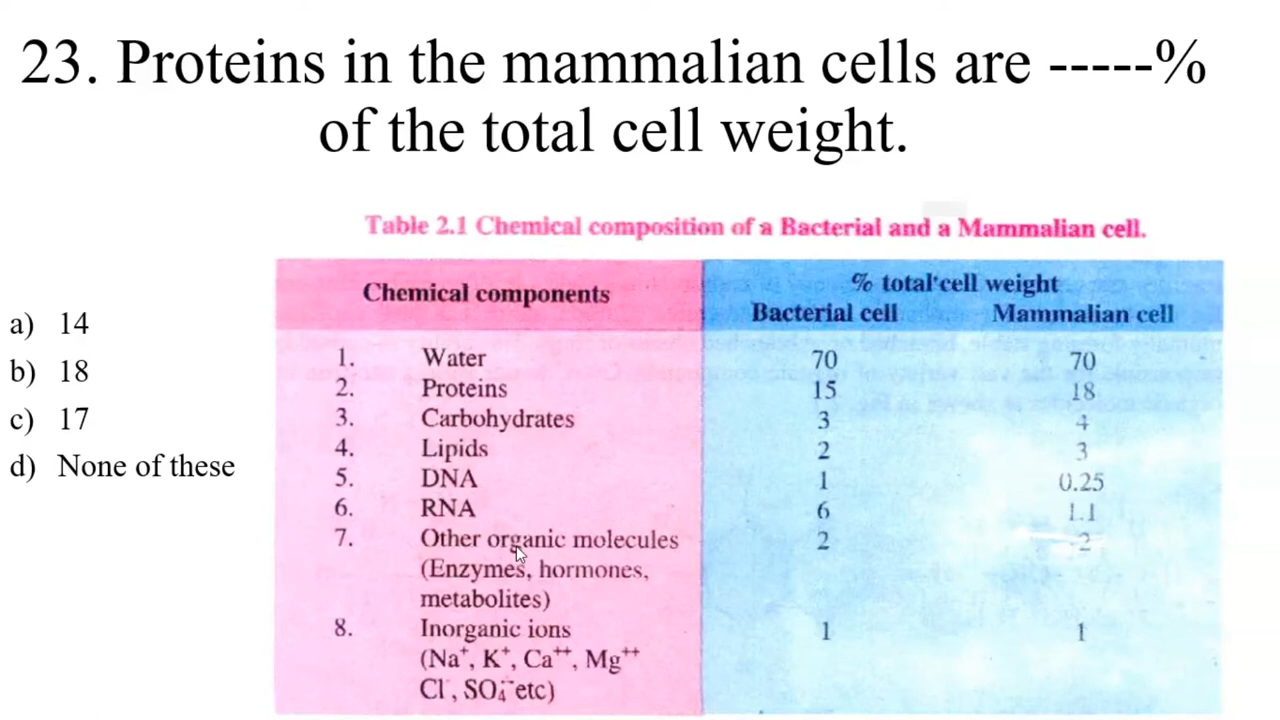 23. Proteins in the mammalian cells are -----%
of the total cell weight.
a) 14
b) 18
c) 17
d) None of these
Table 2.1 Chemical composition of a Bacterial and a Mammalian cell.
Chemical components % total cell weight
Bacterial cell Mammalian cell
1. Water 70 70
2. Proteins 15 18
3. Carbohydrates 3 4
4. Lipids 2 3
5. DNA 1 0.25
6. RNA 6 1.1
7. Other organic molecules 2 2
(Enzymes, hormones,
metabolites)
8. Inorganic ions 1 1
(Na⁺, K⁺, Ca⁺⁺, Mg⁺⁺
Cl⁻, SO₄⁻⁻ etc)